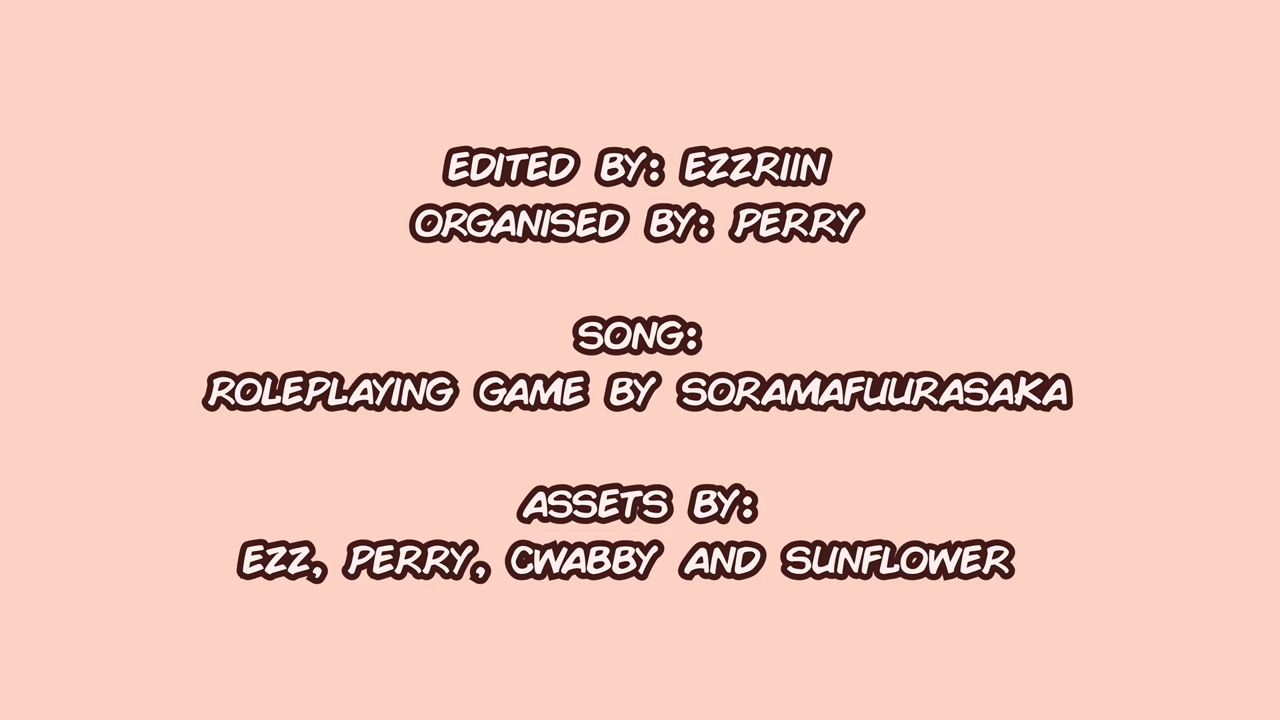 EDITED BY: EZZRIIN
ORGANISED BY: PERRY
SONG:
ROLEPLAYING GAME BY SORAMAFUURASAKA
ASSETS BY:
EZZ, PERRY, CWABBY AND SUNFLOWER